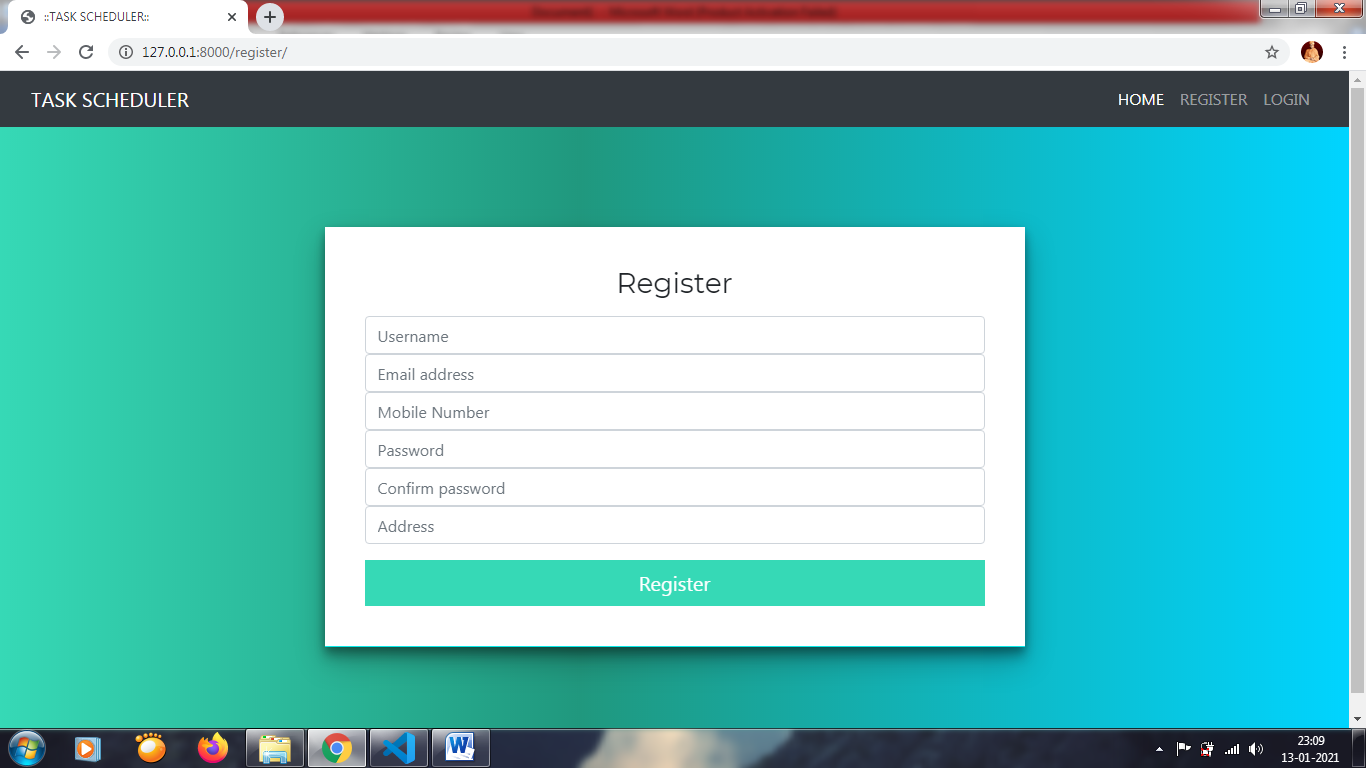 ::TASK SCHEDULER::
127.0.0.1:8000/register/
TASK SCHEDULER
HOME REGISTER LOGIN
Register
Username
Email address
Mobile Number
Password
Confirm password
Address
Register
23:09
13-01-2021